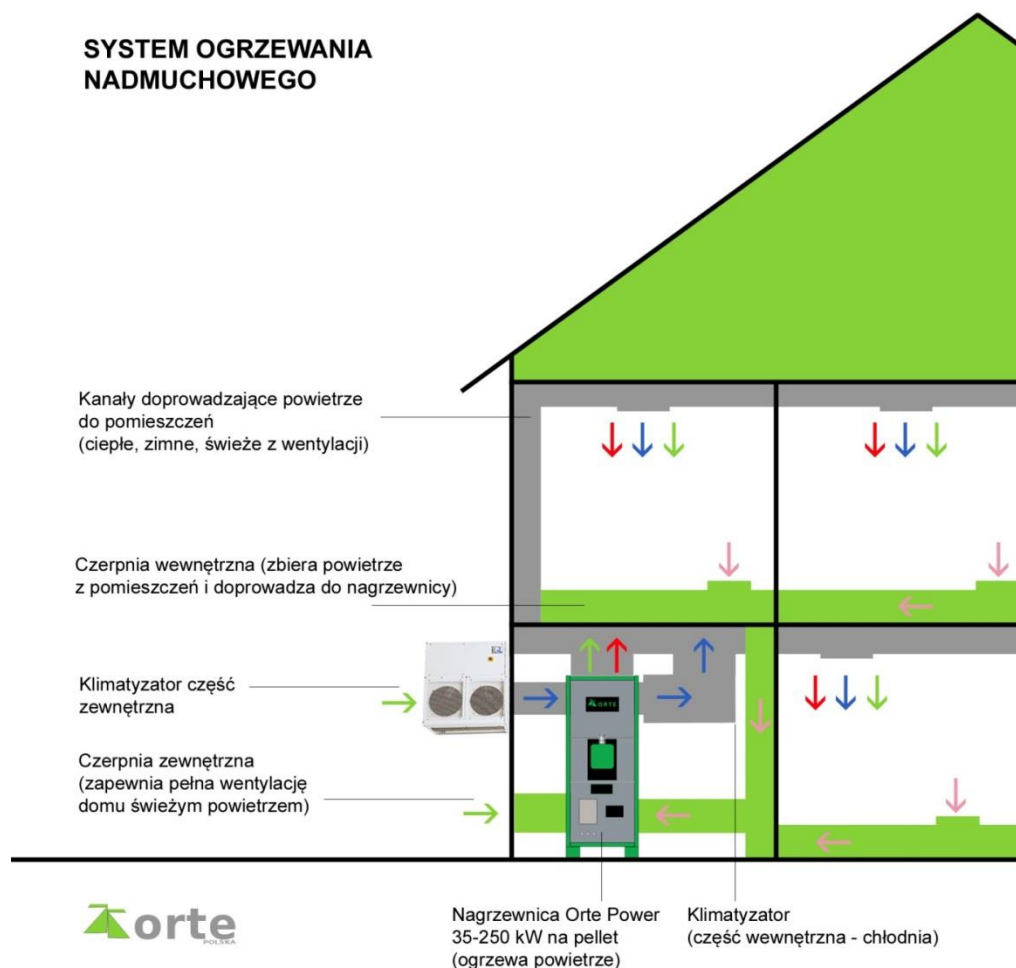 SYSTEM OGRZEWANIA
NADMUCHOWEGO
Kanały doprowadzające powietrze
do pomieszczeń
(ciepłe, zimne, świeże z wentylacji)
Czerpnia wewnętrzna (zbiera powietrze
z pomieszczeń i doprowadza do nagrzewnicy)
Klimatyzator część
zewnętrzna
Czerpnia zewnętrzna
(zapewnia pełna wentylację
domu świeżym powietrzem)
ORTE
orte
POLSKA
Nagrzewnica Orte Power
35-250 kW na pellet
(ogrzewa powietrze)
Klimatyzator
(część wewnętrzna - chłodnia)